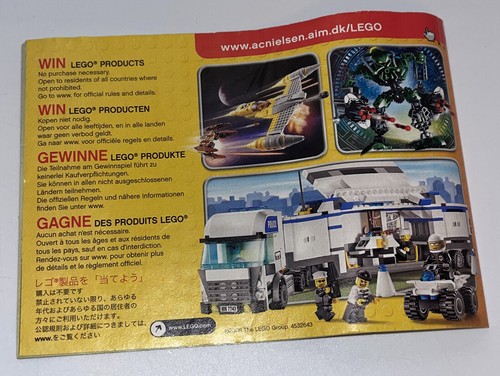 www.acnielsen.aim.dk/LEGO
WIN LEGO® PRODUCTS
No purchase necessary.
Open to residents of all countries where
not prohibited.
Go to www, for official rules and details.
WIN LEGO® PRODUCTEN
Kopen niet nodig.
Open voor alle leeftijden, en in alle landen
waar geen verbod geldt.
Ga naar www. voor officiële regels en details.
GEWINNE LEGO® PRODUKTE
Die Teilnahme am Gewinnspiel führt zu
keinerlei Kaufverpflichtungen.
Sie können in allen nicht ausgeschlossenen
Ländern teilnehmen.
Die offiziellen Regeln und nähere Informationen
finden Sie unter www.
GAGNE DES PRODUITS LEGO®
Aucun achat n'est nécessaire.
Ouvert à tous les âges et aux résidents de
tous les pays, sauf en cas d'interdiction.
Rendez-vous sur www. pour obtenir plus
de détails et le règlement officiel.
レゴ®製品を「当てよう」
購入は不要です
禁止されていない限り、あらゆる
年代およびあらゆる国の居住者の
方々にご利用いただけます。
公認規則および詳細につきましては、
www.をご覧ください
www.LEGO.com
©2008 The LEGO Group. 4532643
POLICE